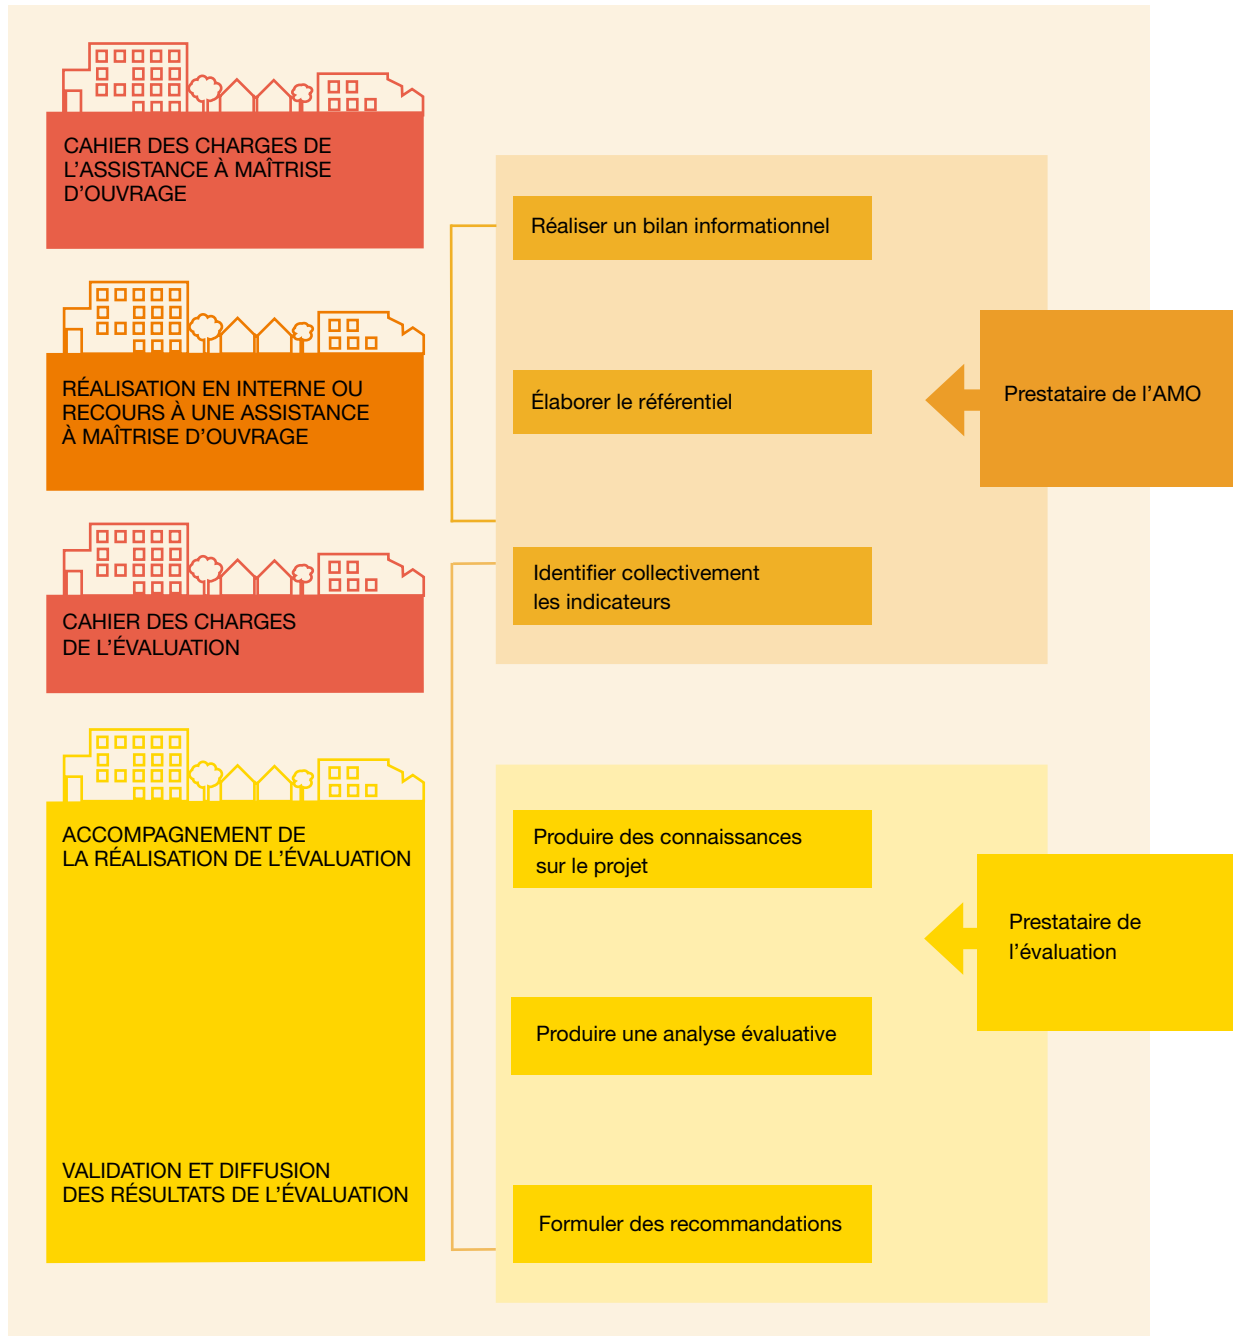 CAHIER DES CHARGES DE
L’ASSISTANCE À MAÎTRISE
D’OUVRAGE
RÉALISATION EN INTERNE OU
RECOURS À UNE ASSISTANCE
À MAÎTRISE D’OUVRAGE
CAHIER DES CHARGES
DE L’ÉVALUATION
ACCOMPAGNEMENT DE
LA RÉALISATION DE L’ÉVALUATION
VALIDATION ET DIFFUSION
DES RÉSULTATS DE L’ÉVALUATION
Réaliser un bilan informationnel
Élaborer le référentiel
Identifier collectivement
les indicateurs
Prestataire de l’AMO
Produire des connaissances
sur le projet
Produire une analyse évaluative
Formuler des recommandations
Prestataire de
l’évaluation